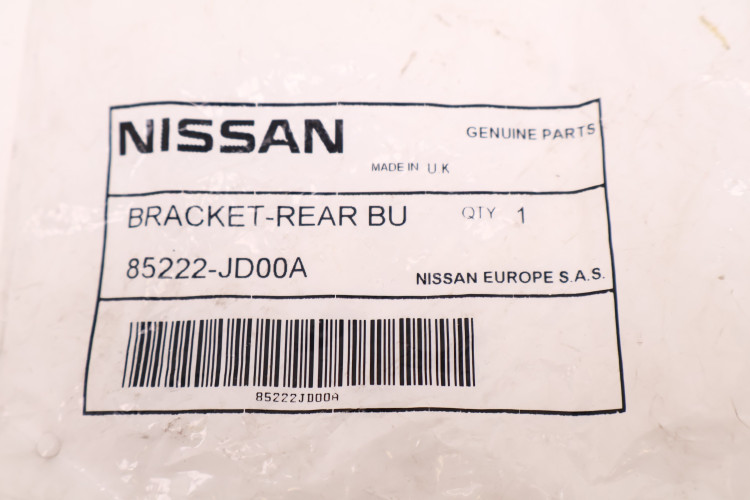 NISSAN GENUINE PARTS
MADE IN U K
BRACKET-REAR BU QTY 1
85222-JD00A NISSAN EUROPE S.A.S.
85222JD00A